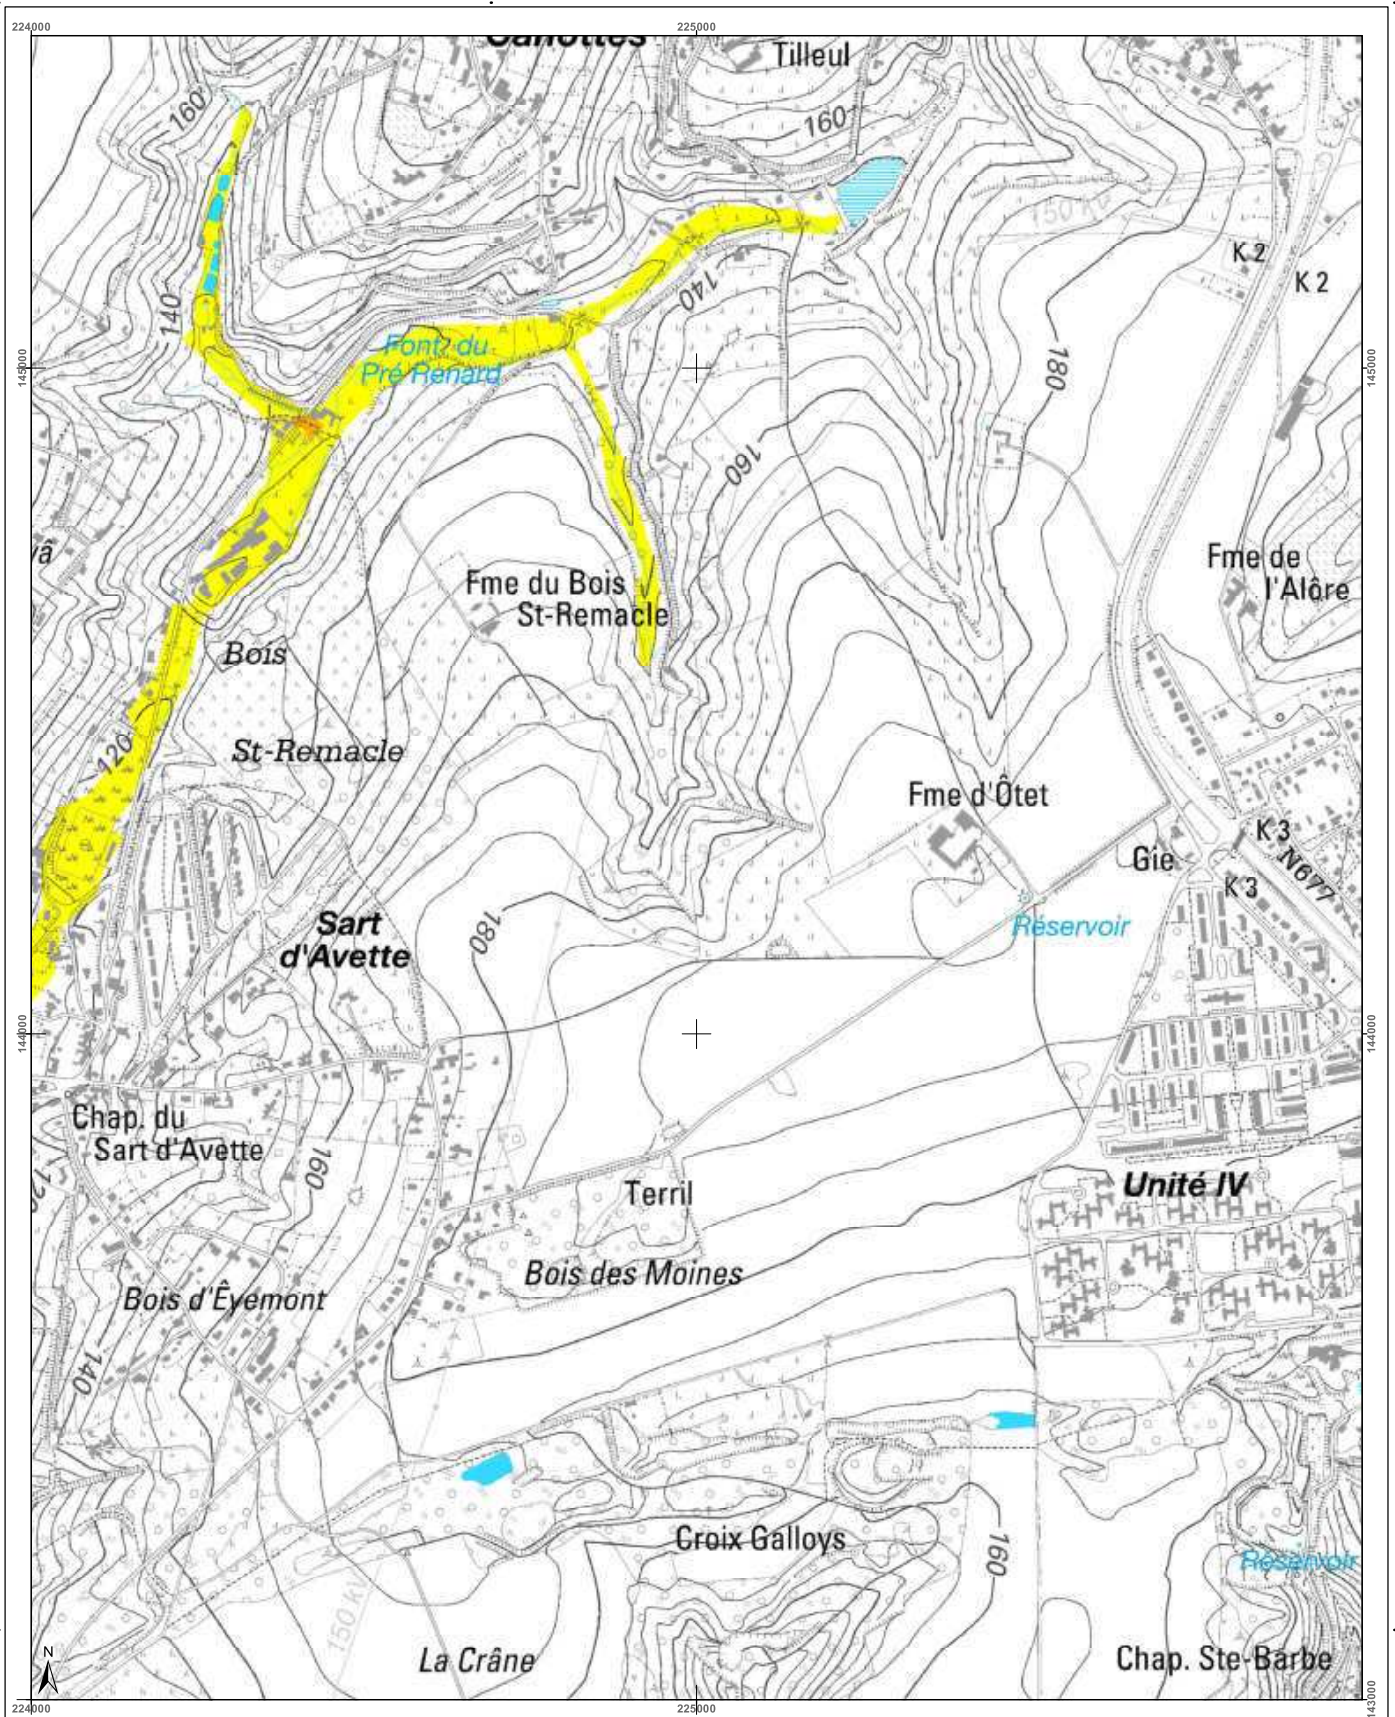 224000
225000
Tilleul
160
160
150 kV
K 2
K 2
140
140
Font. du
Pré Renard
145000
145000
180
160
Fme de
l'Alôre
Fme du Bois
St-Remacle
Bois
St-Remacle
120
Fme d'Ôtet
K 3
Gie
N677
K 3
Sart
d'Avette
180
Réservoir
144000
144000
Chap. du
Sart d'Avette
160
120
Terril
Unité IV
Bois des Moines
Bois d'Êyemont
140
Croix Galloys
160
Réservoir
150 kV
La Crâne
Chap. Ste-Barbe
N
224000
225000
143000